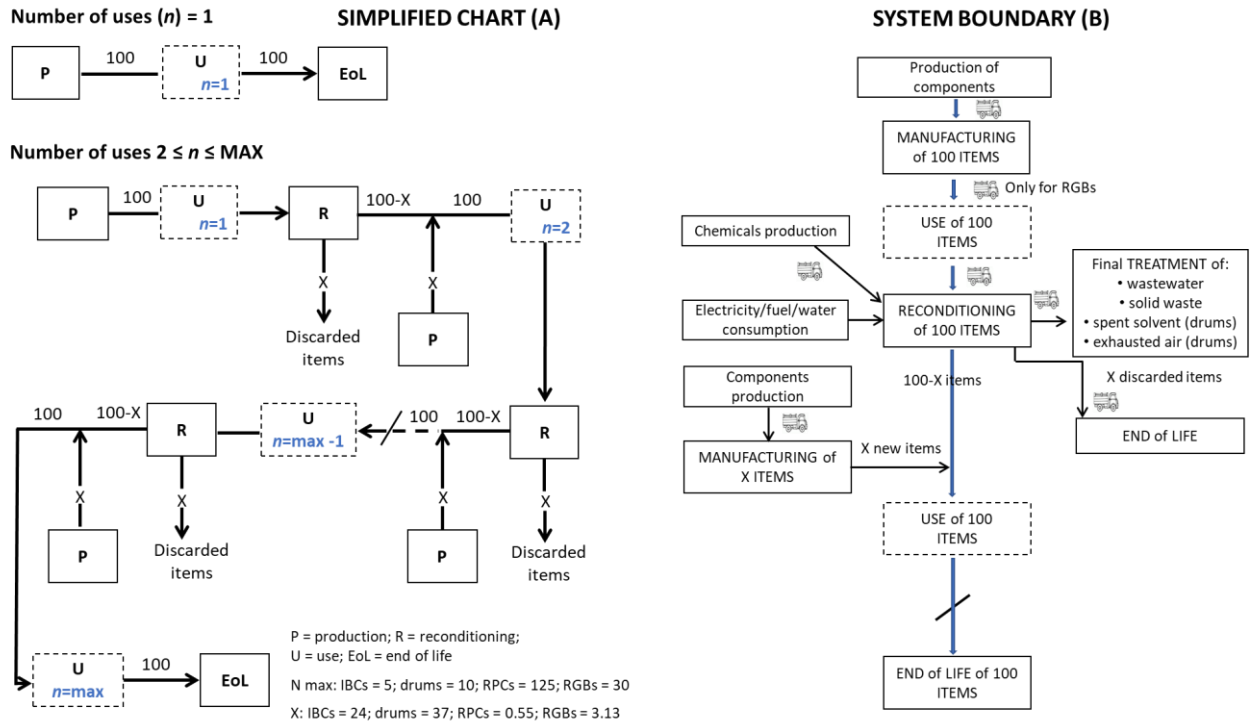 Number of uses (n) = 1
SIMPLIFIED CHART (A)
P
100
U
n=1
100
EoL
Number of uses 2 ≤ n ≤ MAX
P
100
U
n=1
R
100-X
100
U
n=2
X
X
Discarded
items
P
100
100-X
R
U
n=max -1
100
100-X
R
X
X
X
X
P
Discarded
items
P
Discarded
items
U
n=max
100
EoL
P = production; R = reconditioning;
U = use; EoL = end of life
N max: IBCs = 5; drums = 10; RPCs = 125; RGBs = 30
X: IBCs = 24; drums = 37; RPCs = 0.55; RGBs = 3.13
SYSTEM BOUNDARY (B)
Production of
components
MANUFACTURING
of 100 ITEMS
Only for RGBs
USE of 100
ITEMS
Chemicals production
Electricity/fuel/water
consumption
RECONDITIONING
of 100 ITEMS
Final TREATMENT of:
• wastewater
• solid waste
• spent solvent (drums)
• exhausted air (drums)
100-X items
X discarded items
END of LIFE
Components
production
MANUFACTURING of
X ITEMS
X new items
USE of 100
ITEMS
END of LIFE of 100
ITEMS